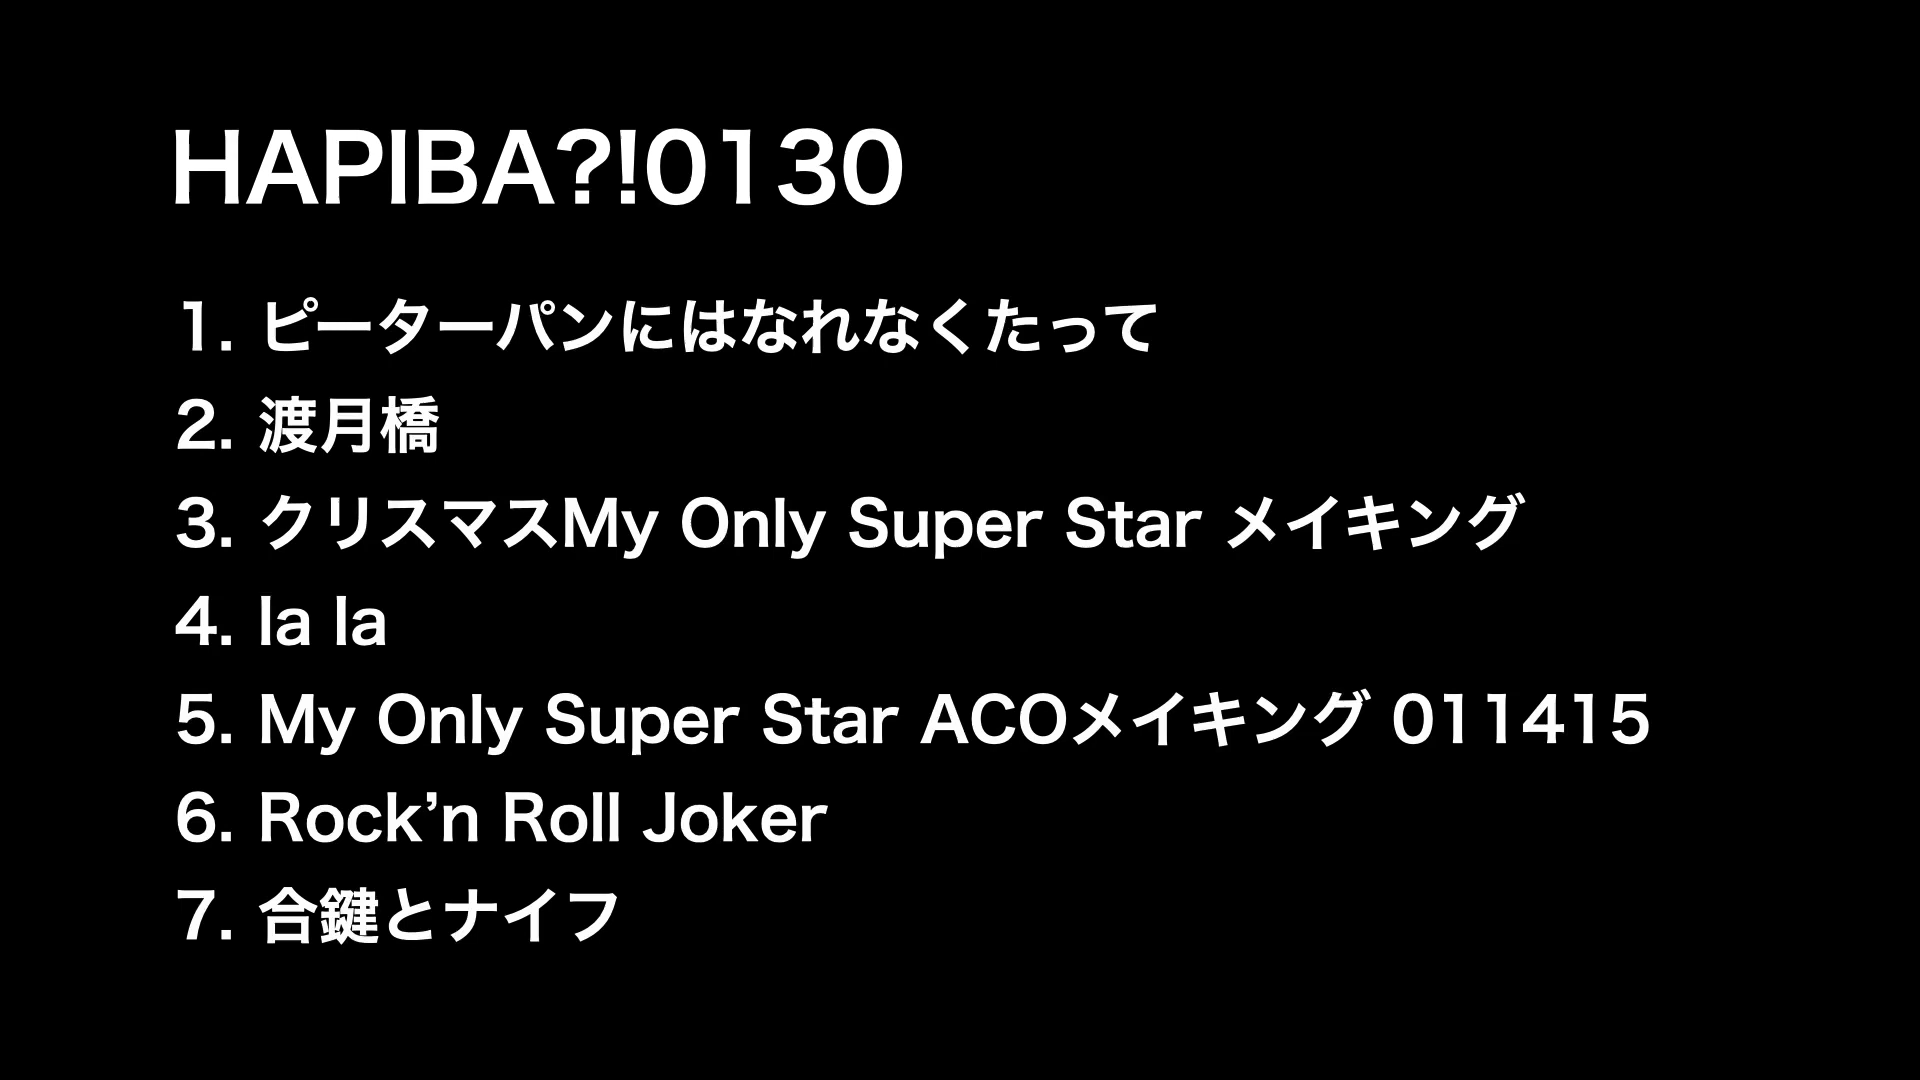 HAPIBA?!0130
1. ピーターパンにはなれなくたって
2. 渡月橋
3. クリスマスMy Only Super Star メイキング
4. la la
5. My Only Super Star ACOメイキング 011415
6. Rock’n Roll Joker
7. 合鍵とナイフ